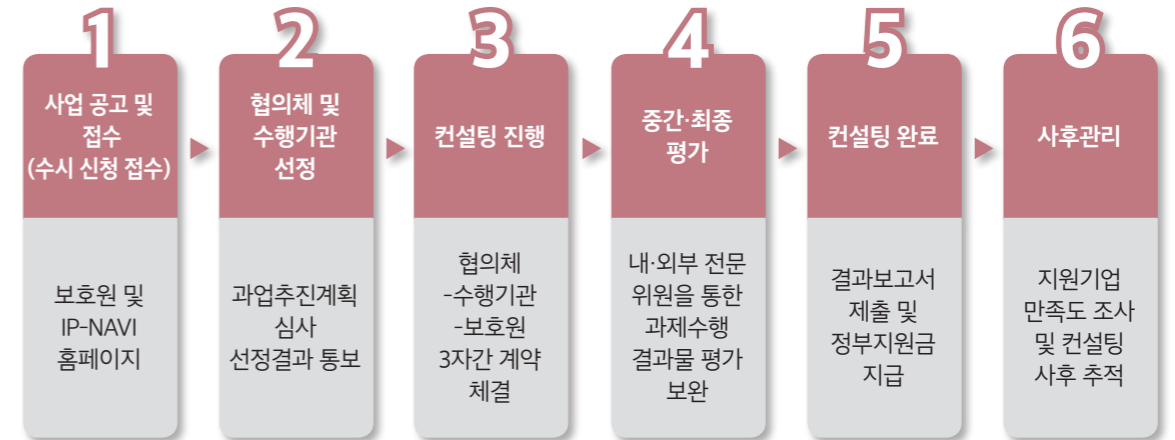 1
사업 공고 및
접수
(수시 신청 접수)
보호원 및
IP-NAVI
홈페이지
2
협의체 및
수행기관
선정
과업추진계획
심사
선정결과 통보
3
컨설팅 진행
협의체
-수행기관
-보호원
3자간 계약
체결
4
중간·최종
평가
내·외부 전문
위원을 통한
과제수행
결과물 평가
보완
5
컨설팅 완료
결과보고서
제출 및
정부지원금
지급
6
사후관리
지원기업
만족도 조사
및 컨설팅
사후 추적